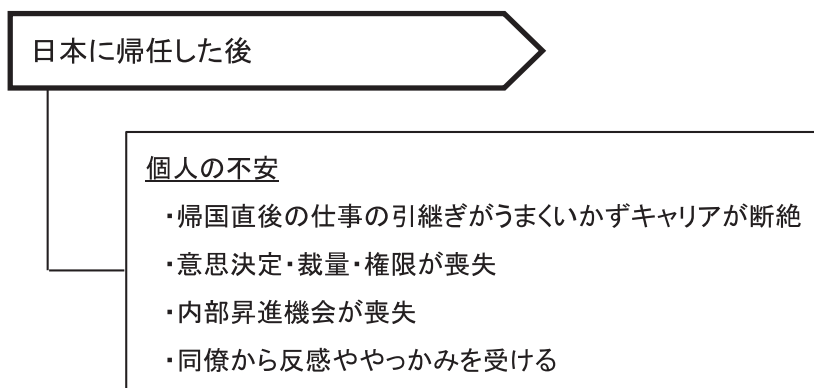 日本に帰任した後
個人の不安
・帰国直後の仕事の引継ぎがうまくいかずキャリアが断絶
・意思決定・裁量・権限が喪失
・内部昇進機会が喪失
・同僚から反感ややっかみを受ける